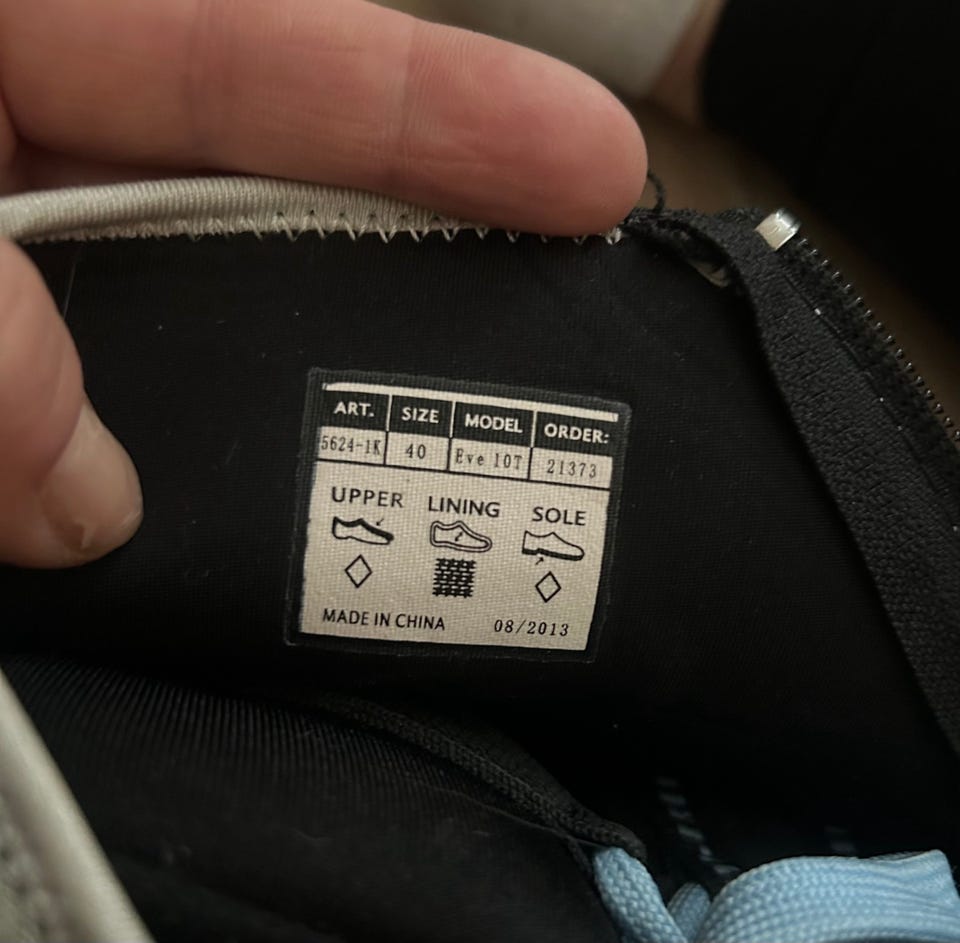 ART. SIZE MODEL ORDER:
5624-1K 40 Eve 10T 21373
UPPER LINING SOLE
MADE IN CHINA 08/2013